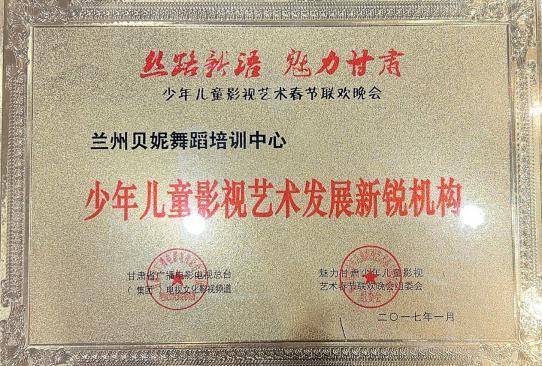 丝路新语 魅力甘肃
少年儿童影视艺术春节联欢晚会
兰州贝妮舞蹈培训中心
少年儿童影视艺术发展新锐机构
甘肃省广播电影电视总台
（集团）电视文化影视频道
魅力甘肃少年儿童影视
艺术春节联欢晚会组委会
二〇一七年一月